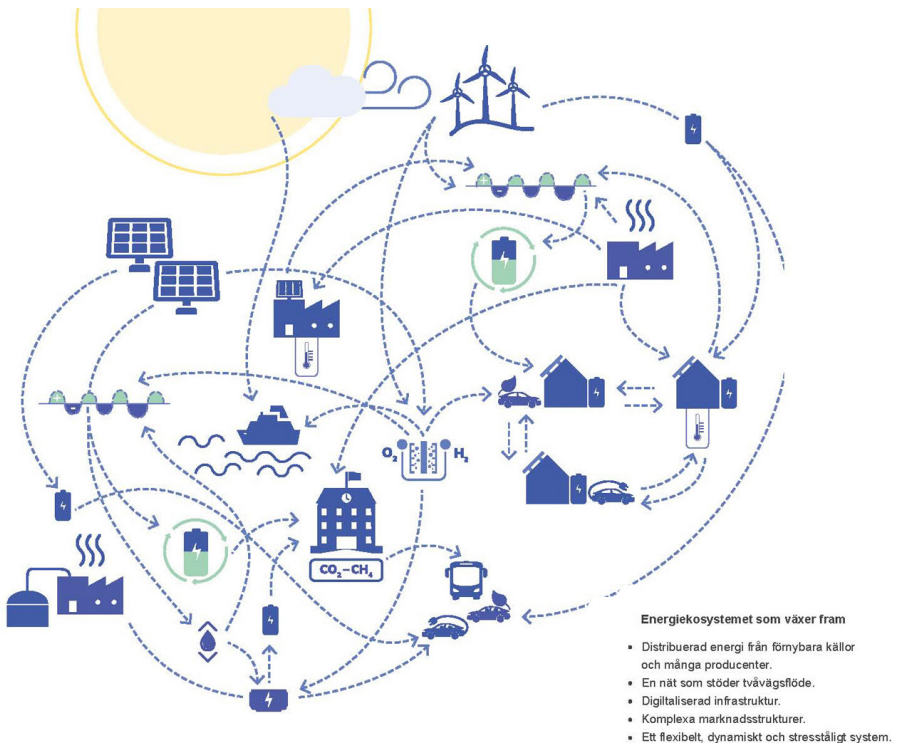 O₂
H₂
CO₂–CH₄
Energiekosystemet som växer fram
• Distribuerad energi från förnybara källor
och många producenter.
• En nät som stöder tvåvägsflöde.
• Digiltaliserad infrastruktur.
• Komplexa marknadsstrukturer.
• Ett flexibelt, dynamiskt och stresståligt system.